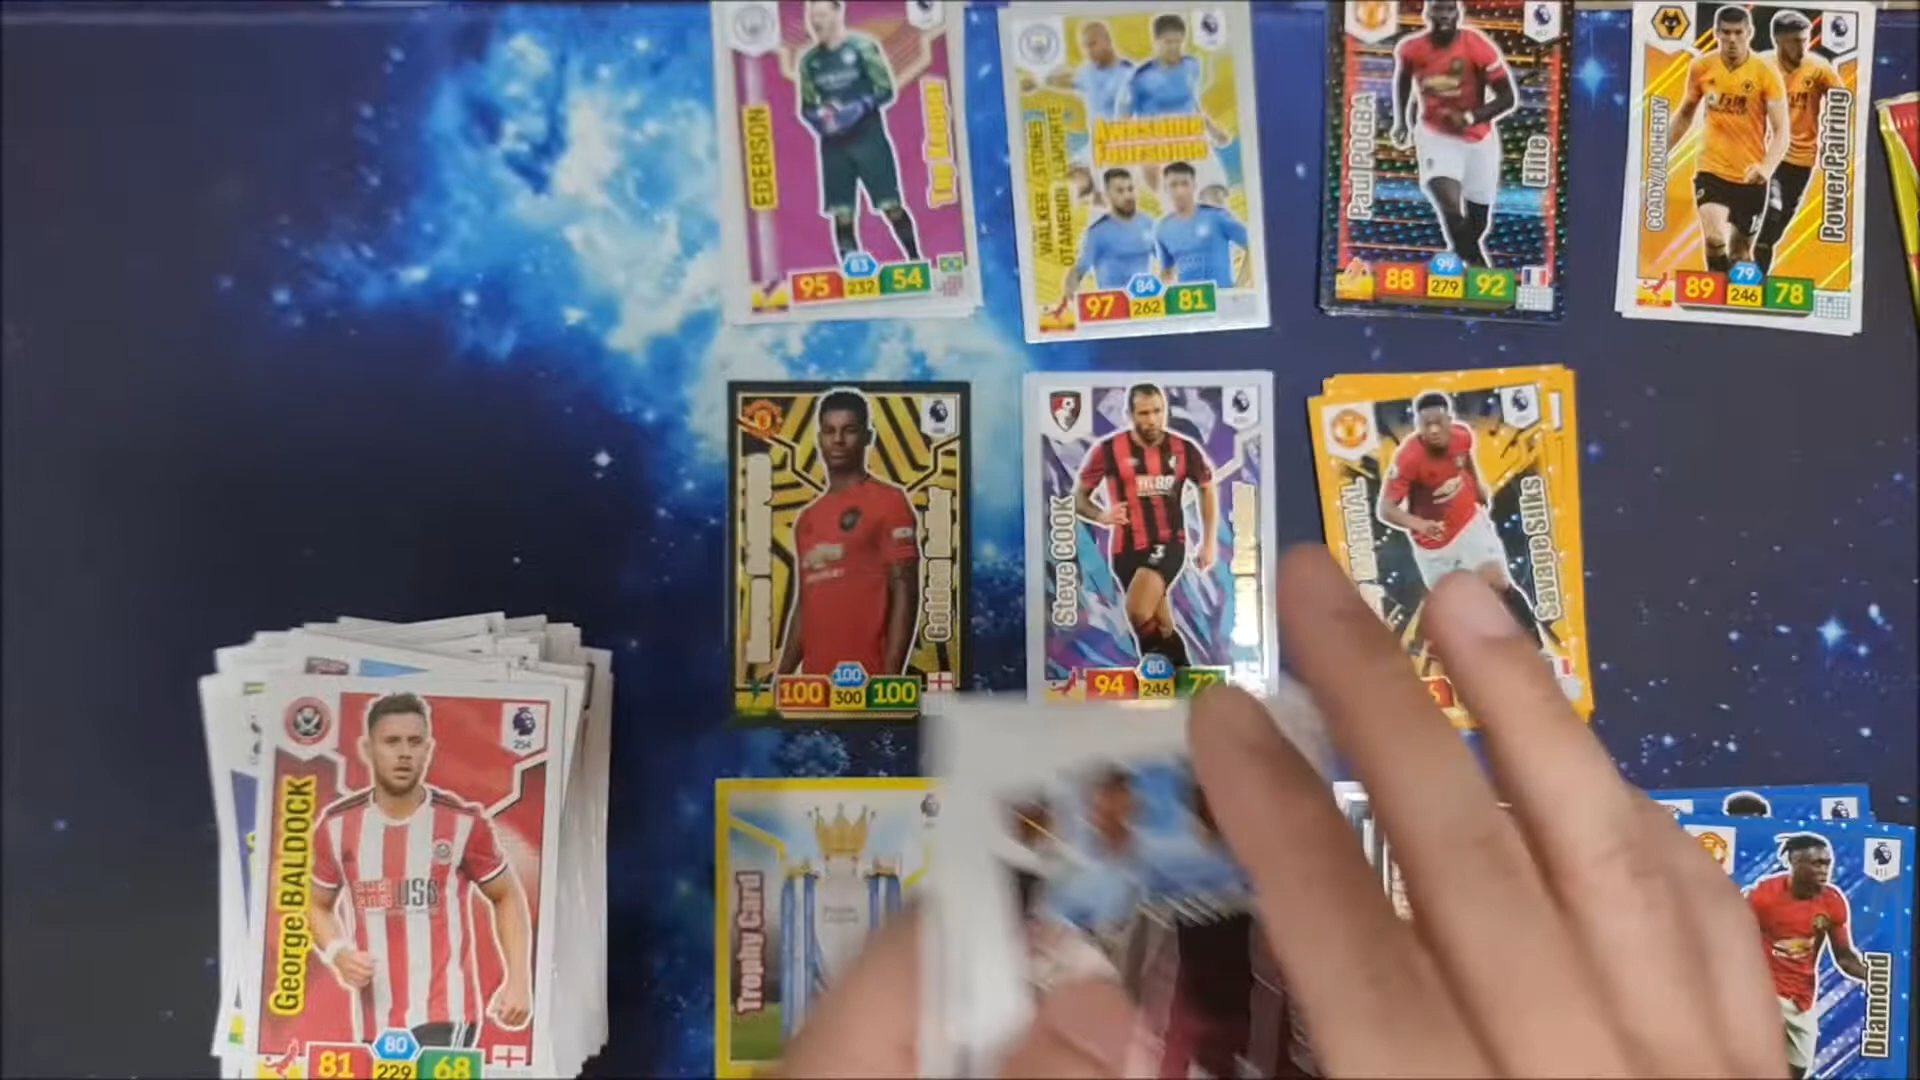 EDERSON
Top Keeper
95
83
232
54
WALKER / STONES
OTAMENDI / LAPORTE
Awesome
Foursome
97
84
262
81
Paul POGBA
Elite
88
99
279
92
COADY/DOHERTY
Power Pairing
89
79
246
78
Golden Baller
100
100
300
100
Steve COOK
94
80
246
MARTIAL
Savage Skills
George BALDOCK
254
USG
81
80
229
68
Trophy Card
Diamond